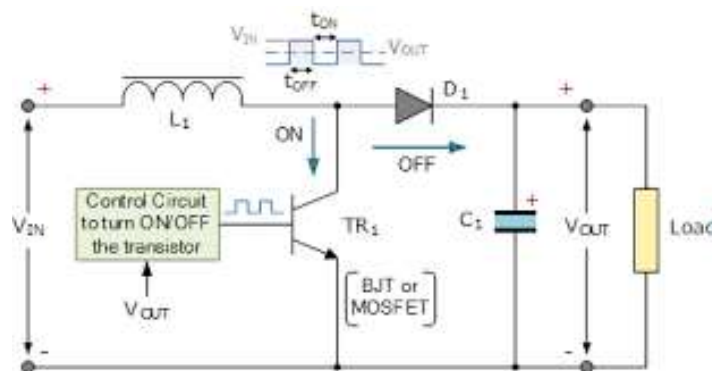 tON
VIN
VOUT
tOFF
+
L1
D1
+
ON
OFF
Control Circuit
to turn ON/OFF
the transistor
TR1
C1
+
VIN
VOUT
Load
VOUT
BJT or
MOSFET
-
-